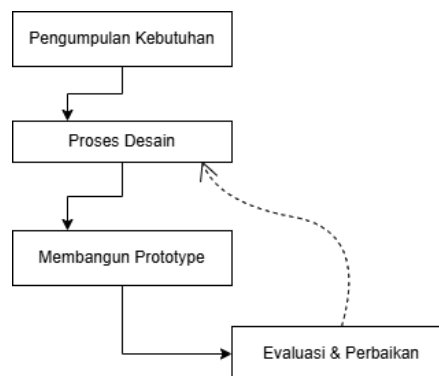 Pengumpulan Kebutuhan
Proses Desain
Membangun Prototype
Evaluasi & Perbaikan